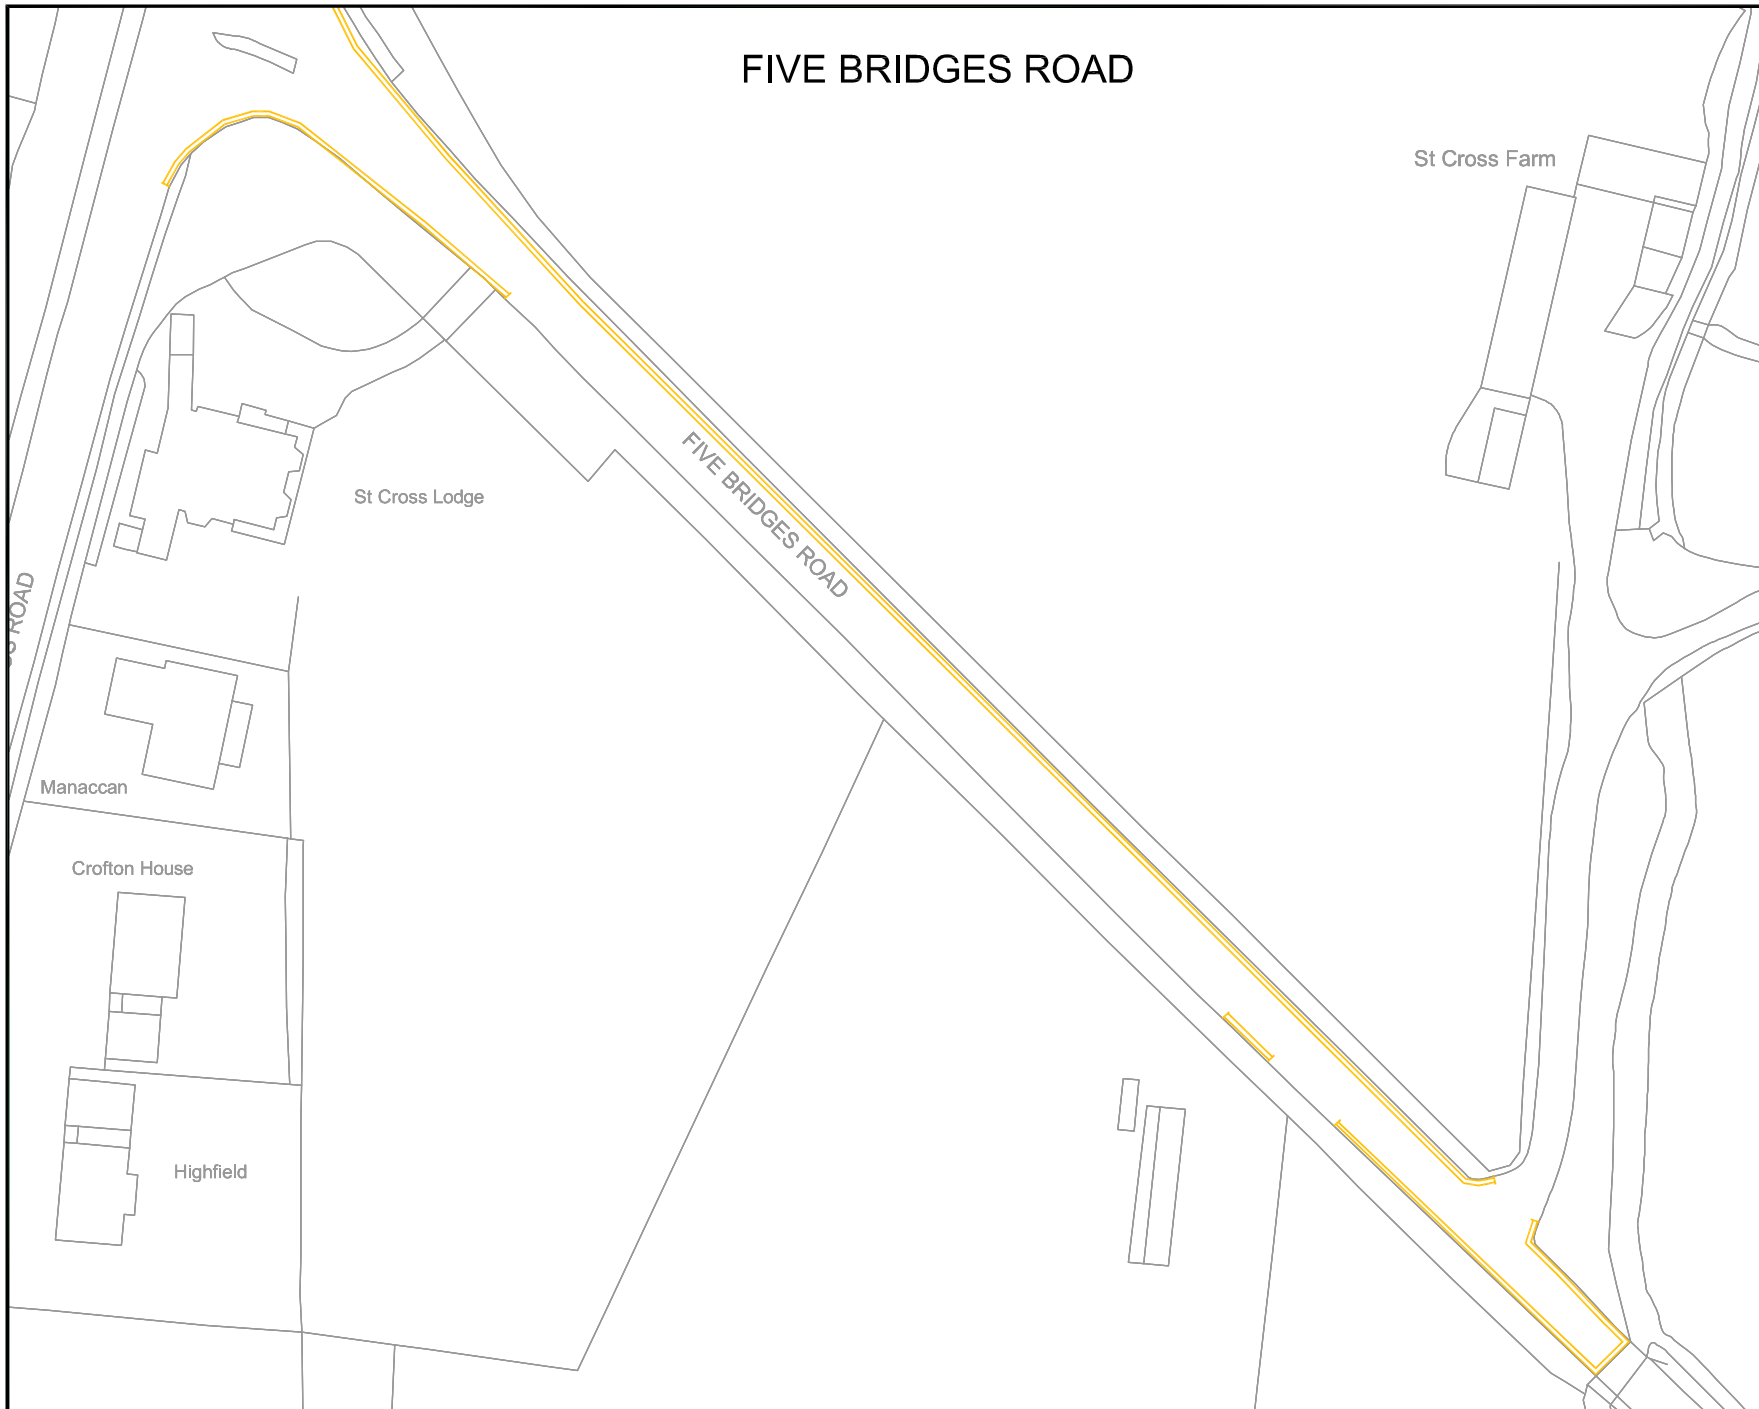 FIVE BRIDGES ROAD
St Cross Farm
FIVE BRIDGES ROAD
St Cross Lodge
ROAD
Manaccan
Crofton House
Highfield